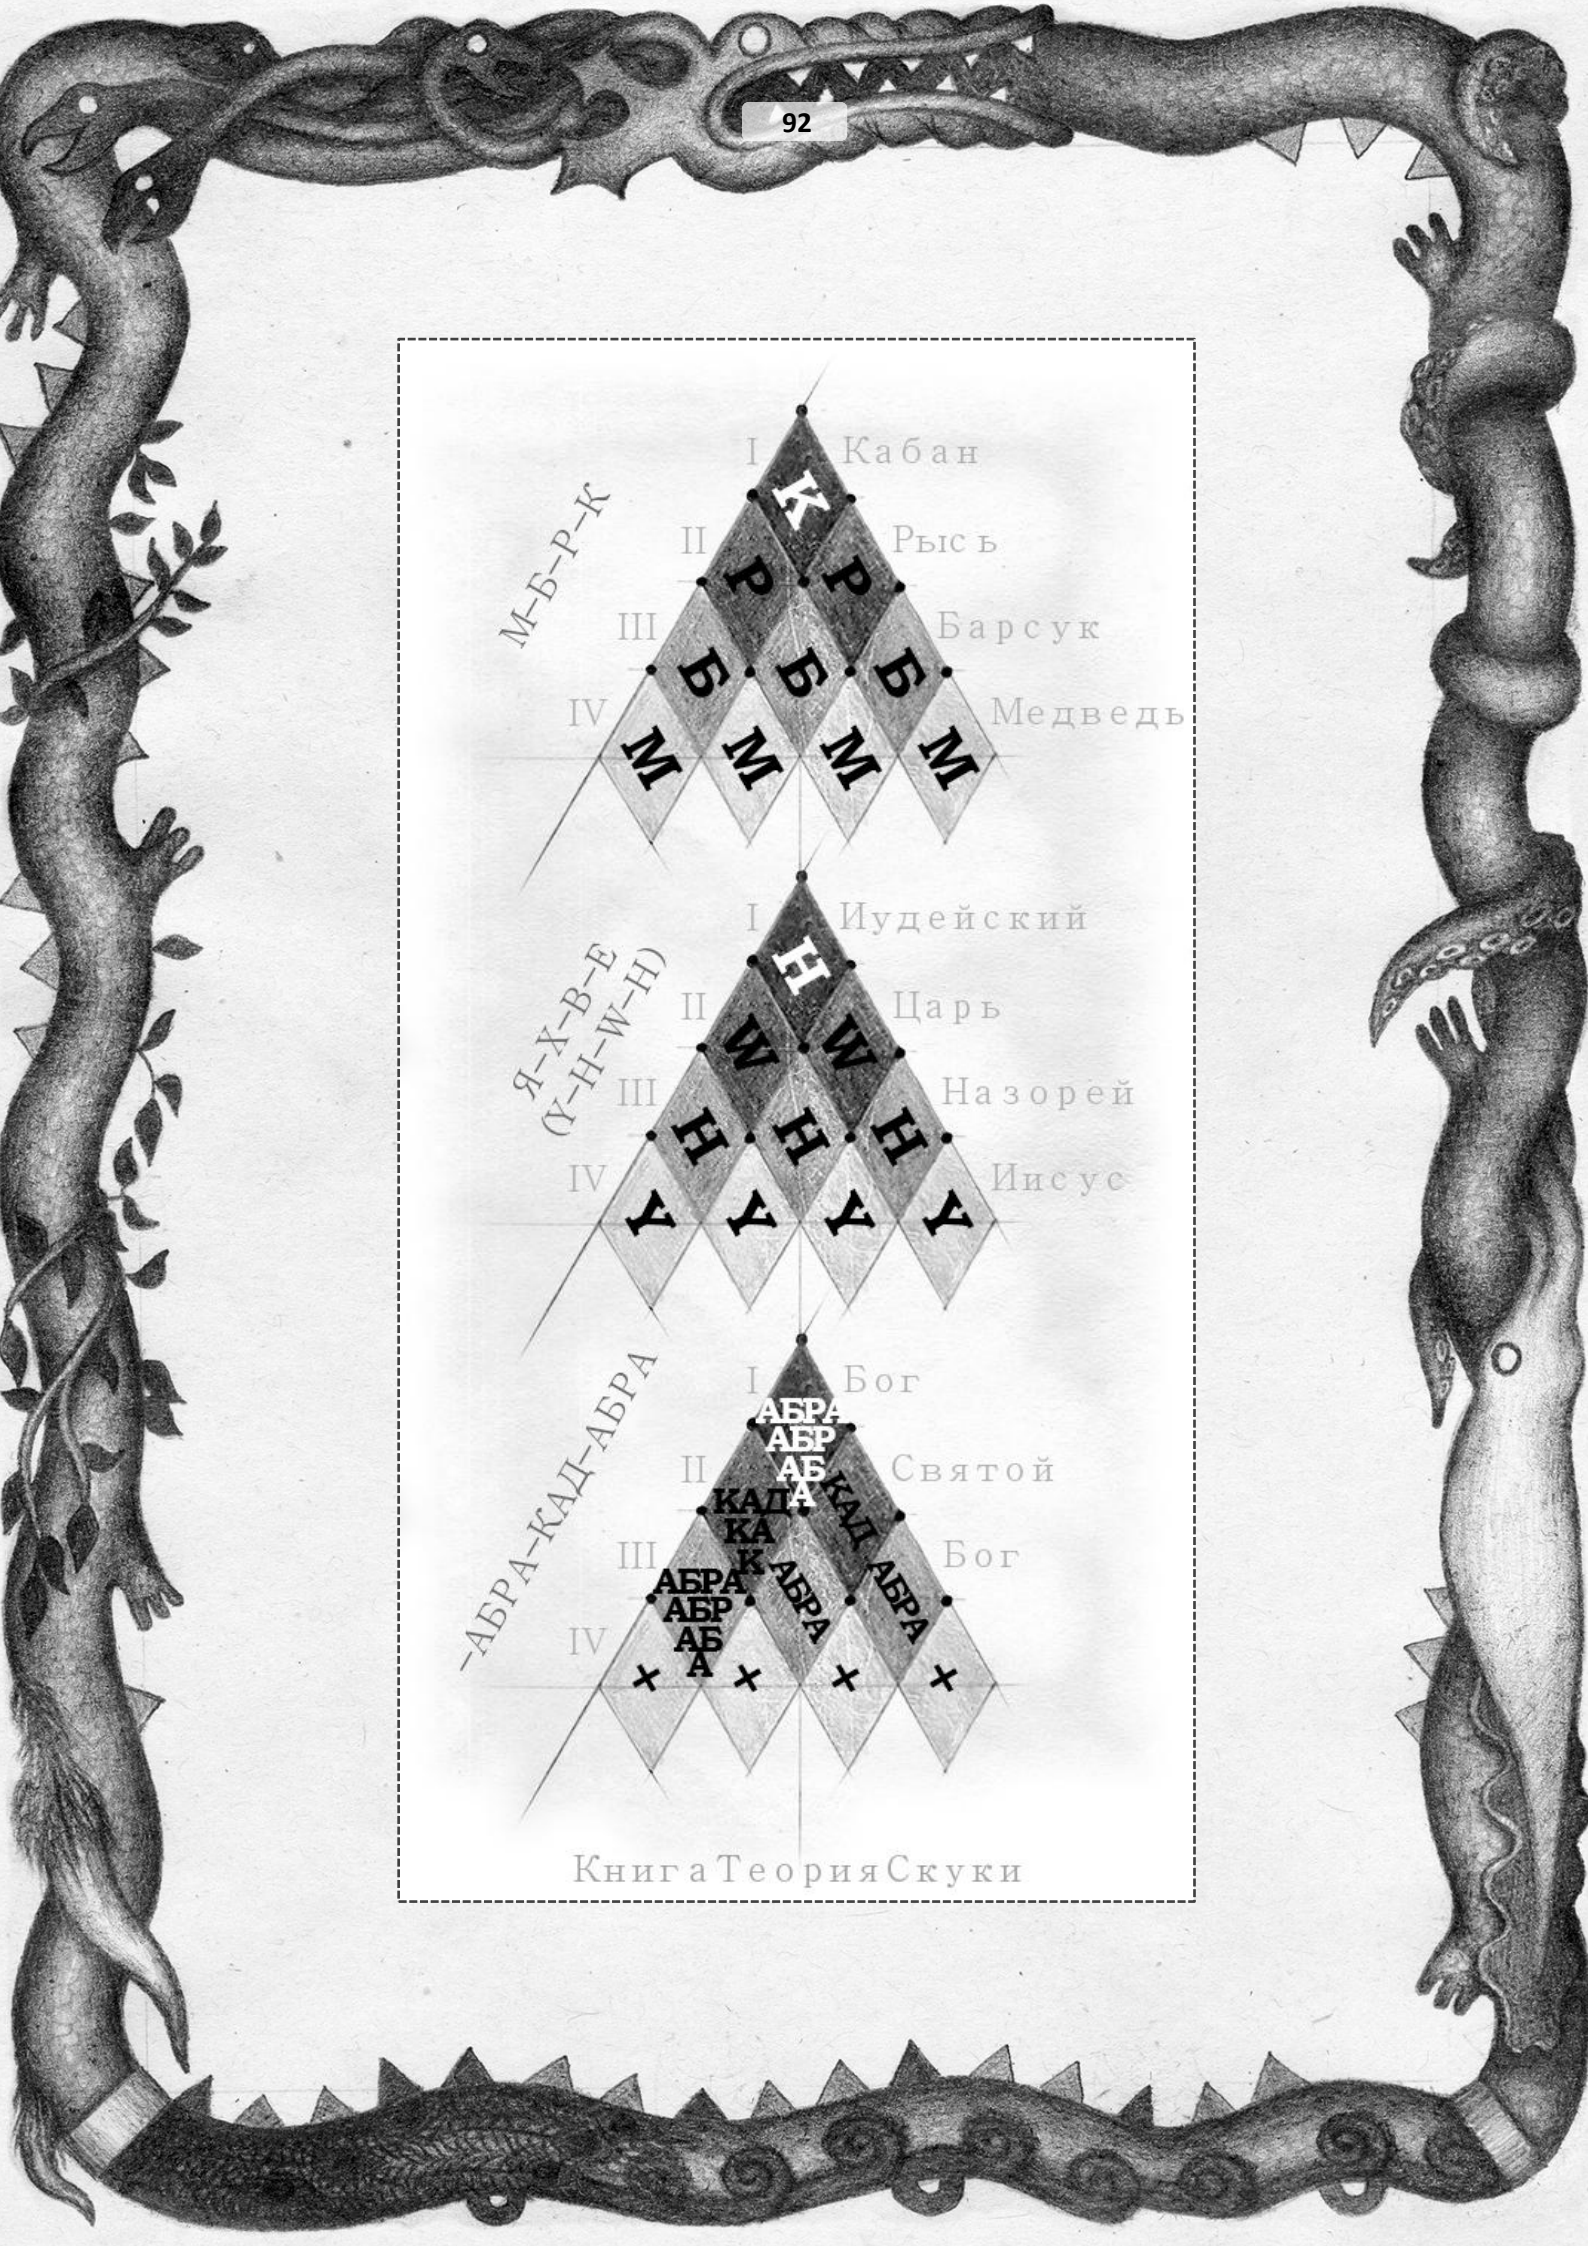 92
М–Б–Р–К
I Кабан
К
II Рысь
Р Р
III Барсук
Б Б Б
IV Медведь
М М М М
Я–Х–В–Е
(Y–H–W–H)
I Иудейский
H
II Царь
W W
III Назорей
H H H
IV Иисус
Y Y Y Y
–АБРА–КАД–АБРА
I Бог
АБРА
АБР
АБ
А
II Святой
КАД КАД
КА
К
III Бог
АБРА АБРА АБРА
АБР
АБ
А
IV
+ + + +
КнигаТеорияСкуки